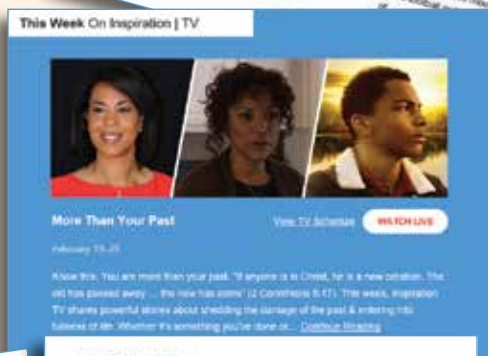 This Week On Inspiration | TV
More Than Your Past
View TV Schedule
WATCH LIVE
February 19-25
Know this. You are more than your past. "If anyone is in Christ, he is a new creation. The
old has passed away ... the new has come" (2 Corinthians 5:17). This week, Inspiration
TV shares powerful stories about shedding the damage of the past & entering into
fullness of life. Whether it's something you've done or... Continue Reading